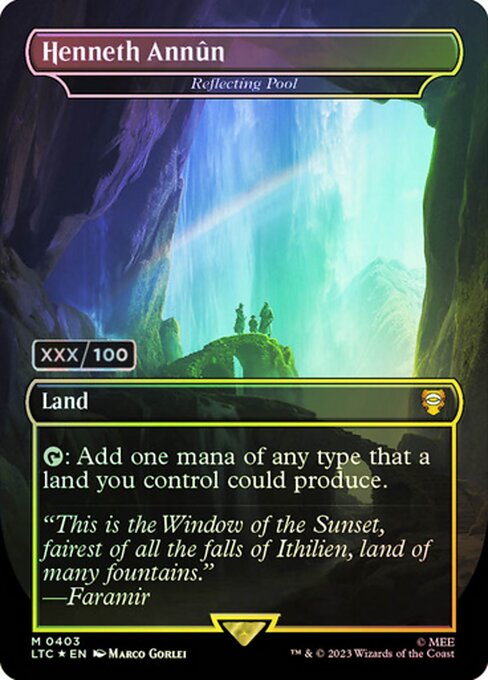 Henneth Annûn
Reflecting Pool
XXX/100
Land
: Add one mana of any type that a
land you control could produce.
“This is the Window of the Sunset,
fairest of all the falls of Ithilien, land of
many fountains.”
—Faramir
M 0403
LTC ★ EN Marco Gorlei
© MEE
™ & © 2023 Wizards of the Coast